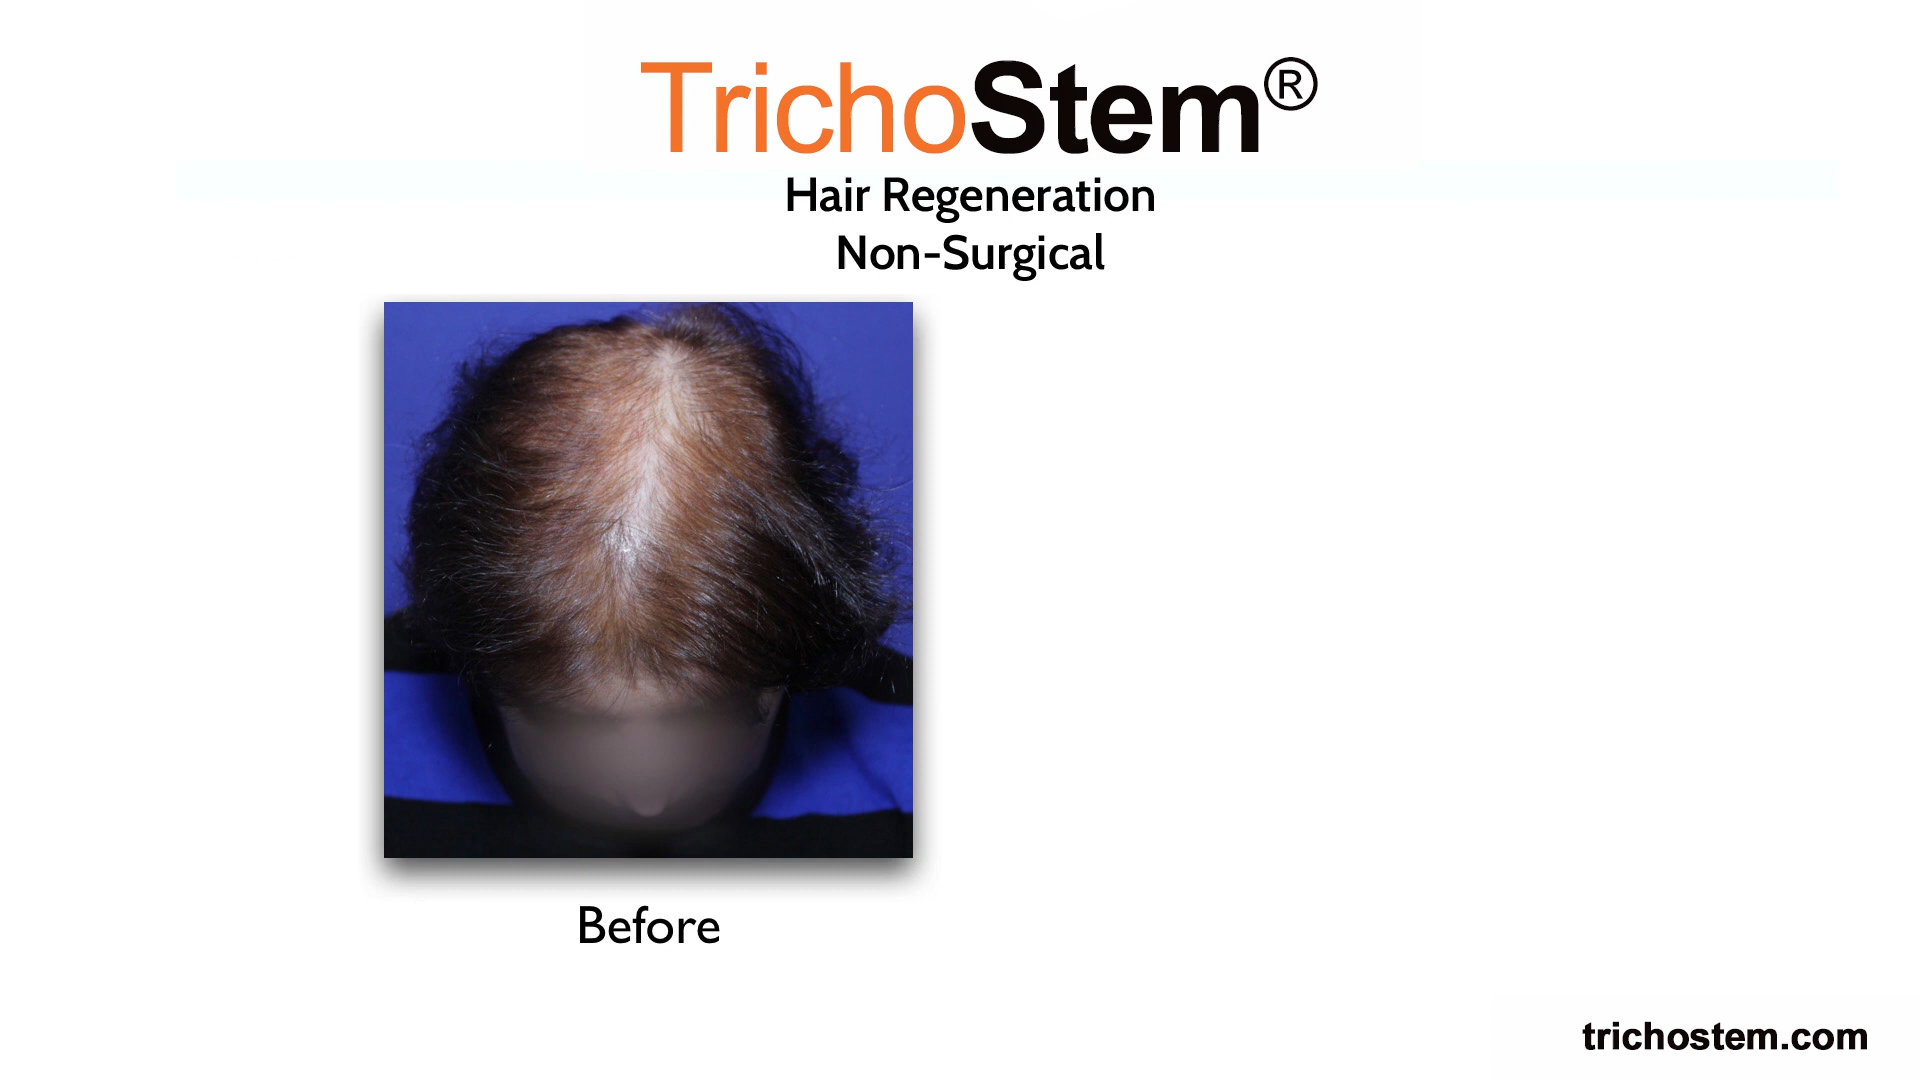 TrichoStem®
Hair Regeneration
Non-Surgical
Before
trichostem.com